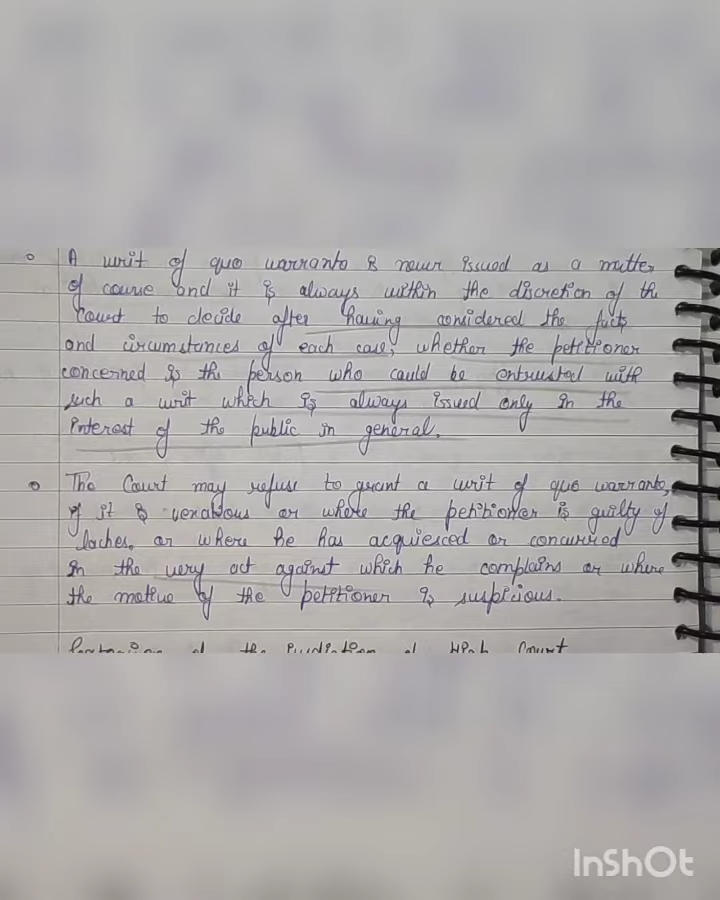 A writ of quo warranto is never issued as a matter
of course and it is always within the discretion of the
Court to decide after having considered the facts
and circumstances of each case, whether the petitioner
concerned is the person who could be entrusted with
such a writ which is always issued only in the
interest of the public in general.
The Court may refuse to grant a writ of quo warranto,
if it is vexatious or where the petitioner is guilty of
laches, or where he has acquiesced or concurred
in the very act against which he complains or where
the motive of the petitioner is suspicious.
of the Court
InShOt